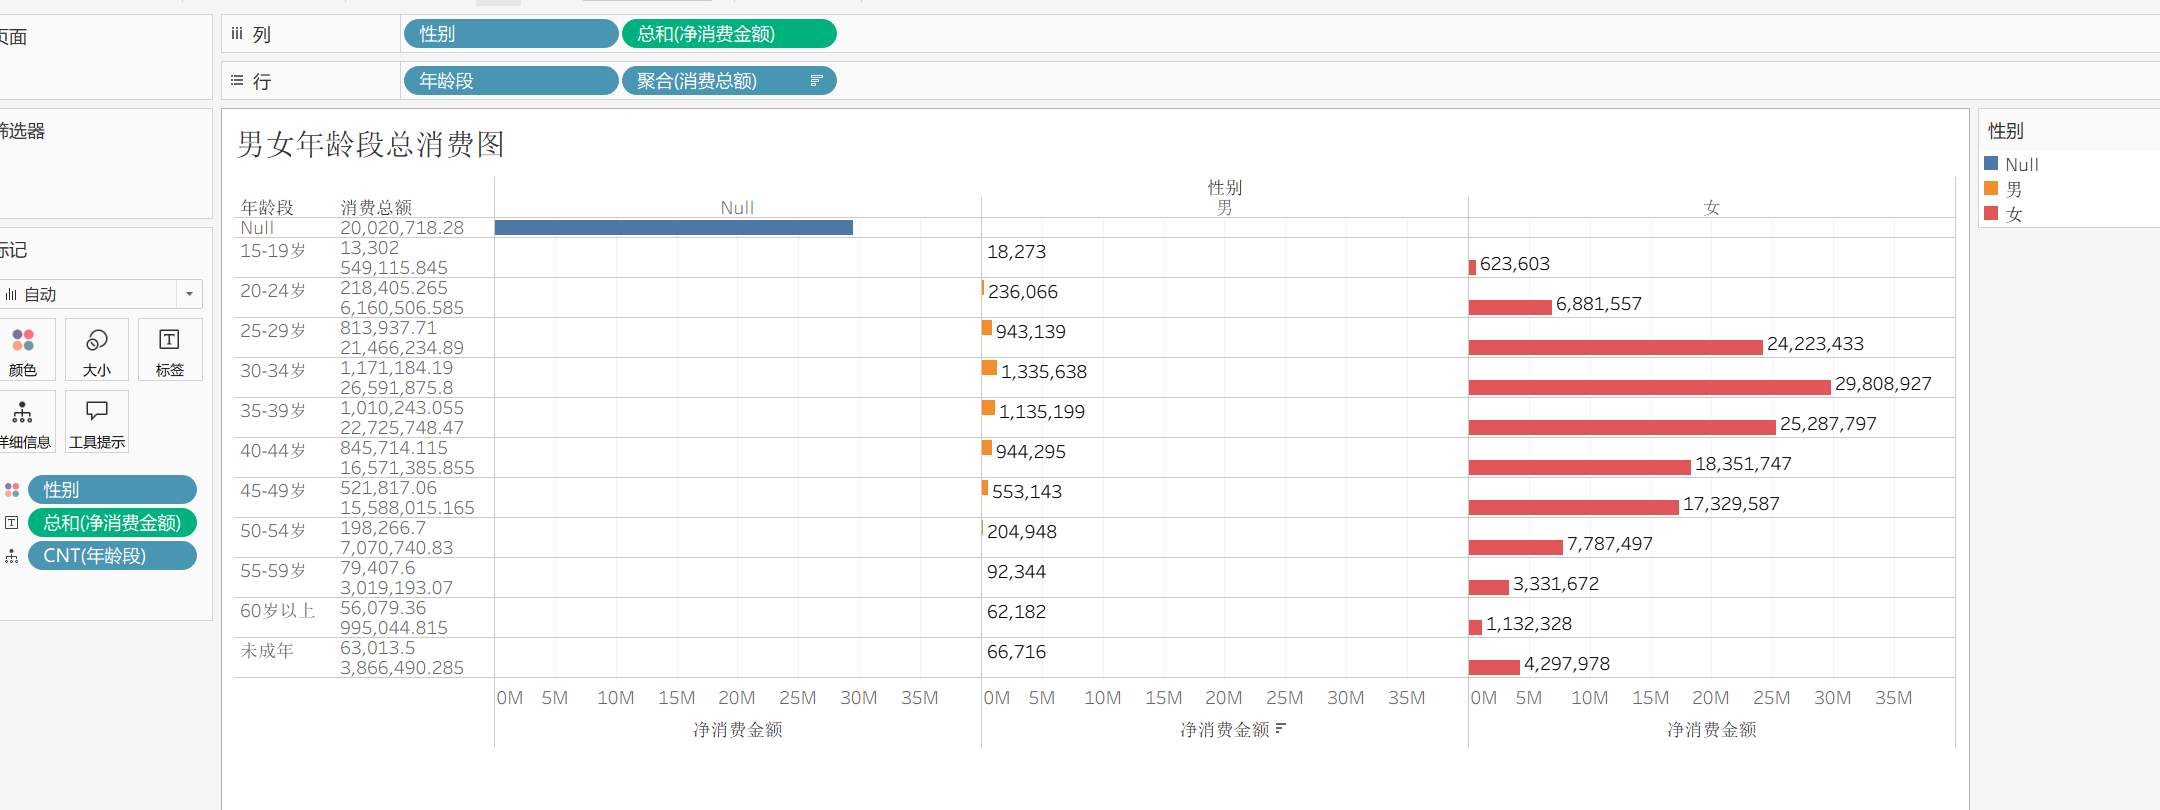 页面
列
性别
总和(净消费金额)
行
年龄段
聚合(消费总额)
筛选器
标记
自动
颜色
大小
标签
详细信息
工具提示
性别
总和(净消费金额)
CNT(年龄段)
男女年龄段总消费图
性别
年龄段 消费总额 Null 男 女
Null 20,020,718.28
15-19岁 13,302 18,273
549,115.845 623,603
20-24岁 218,405.265 236,066
6,160,506.585 6,881,557
25-29岁 813,937.71 943,139
21,466,234.89 24,223,433
30-34岁 1,171,184.19 1,335,638
26,591,875.8 29,808,927
35-39岁 1,010,243.055 1,135,199
22,725,748.47 25,287,797
40-44岁 845,714.115 944,295
16,571,385.855 18,351,747
45-49岁 521,817.06 553,143
15,588,015.165 17,329,587
50-54岁 198,266.7 204,948
7,070,740.83 7,787,497
55-59岁 79,407.6 92,344
3,019,193.07 3,331,672
60岁以上 56,079.36 62,182
995,044.815 1,132,328
未成年 63,013.5 66,716
3,866,490.285 4,297,978
0M 5M 10M 15M 20M 25M 30M 35M 0M 5M 10M 15M 20M 25M 30M 35M 0M 5M 10M 15M 20M 25M 30M 35M
净消费金额 净消费金额 净消费金额
性别
Null
男
女